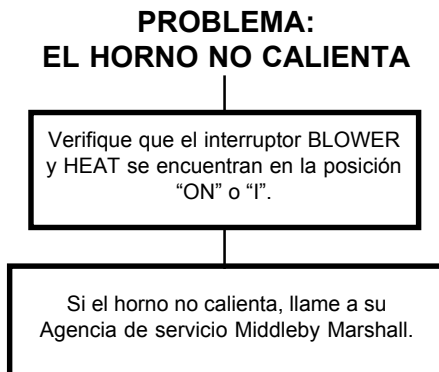 PROBLEMA:
EL HORNO NO CALIENTA
Verifique que el interruptor BLOWER
y HEAT se encuentran en la posición
“ON” o “I”.
Si el horno no calienta, llame a su
Agencia de servicio Middleby Marshall.